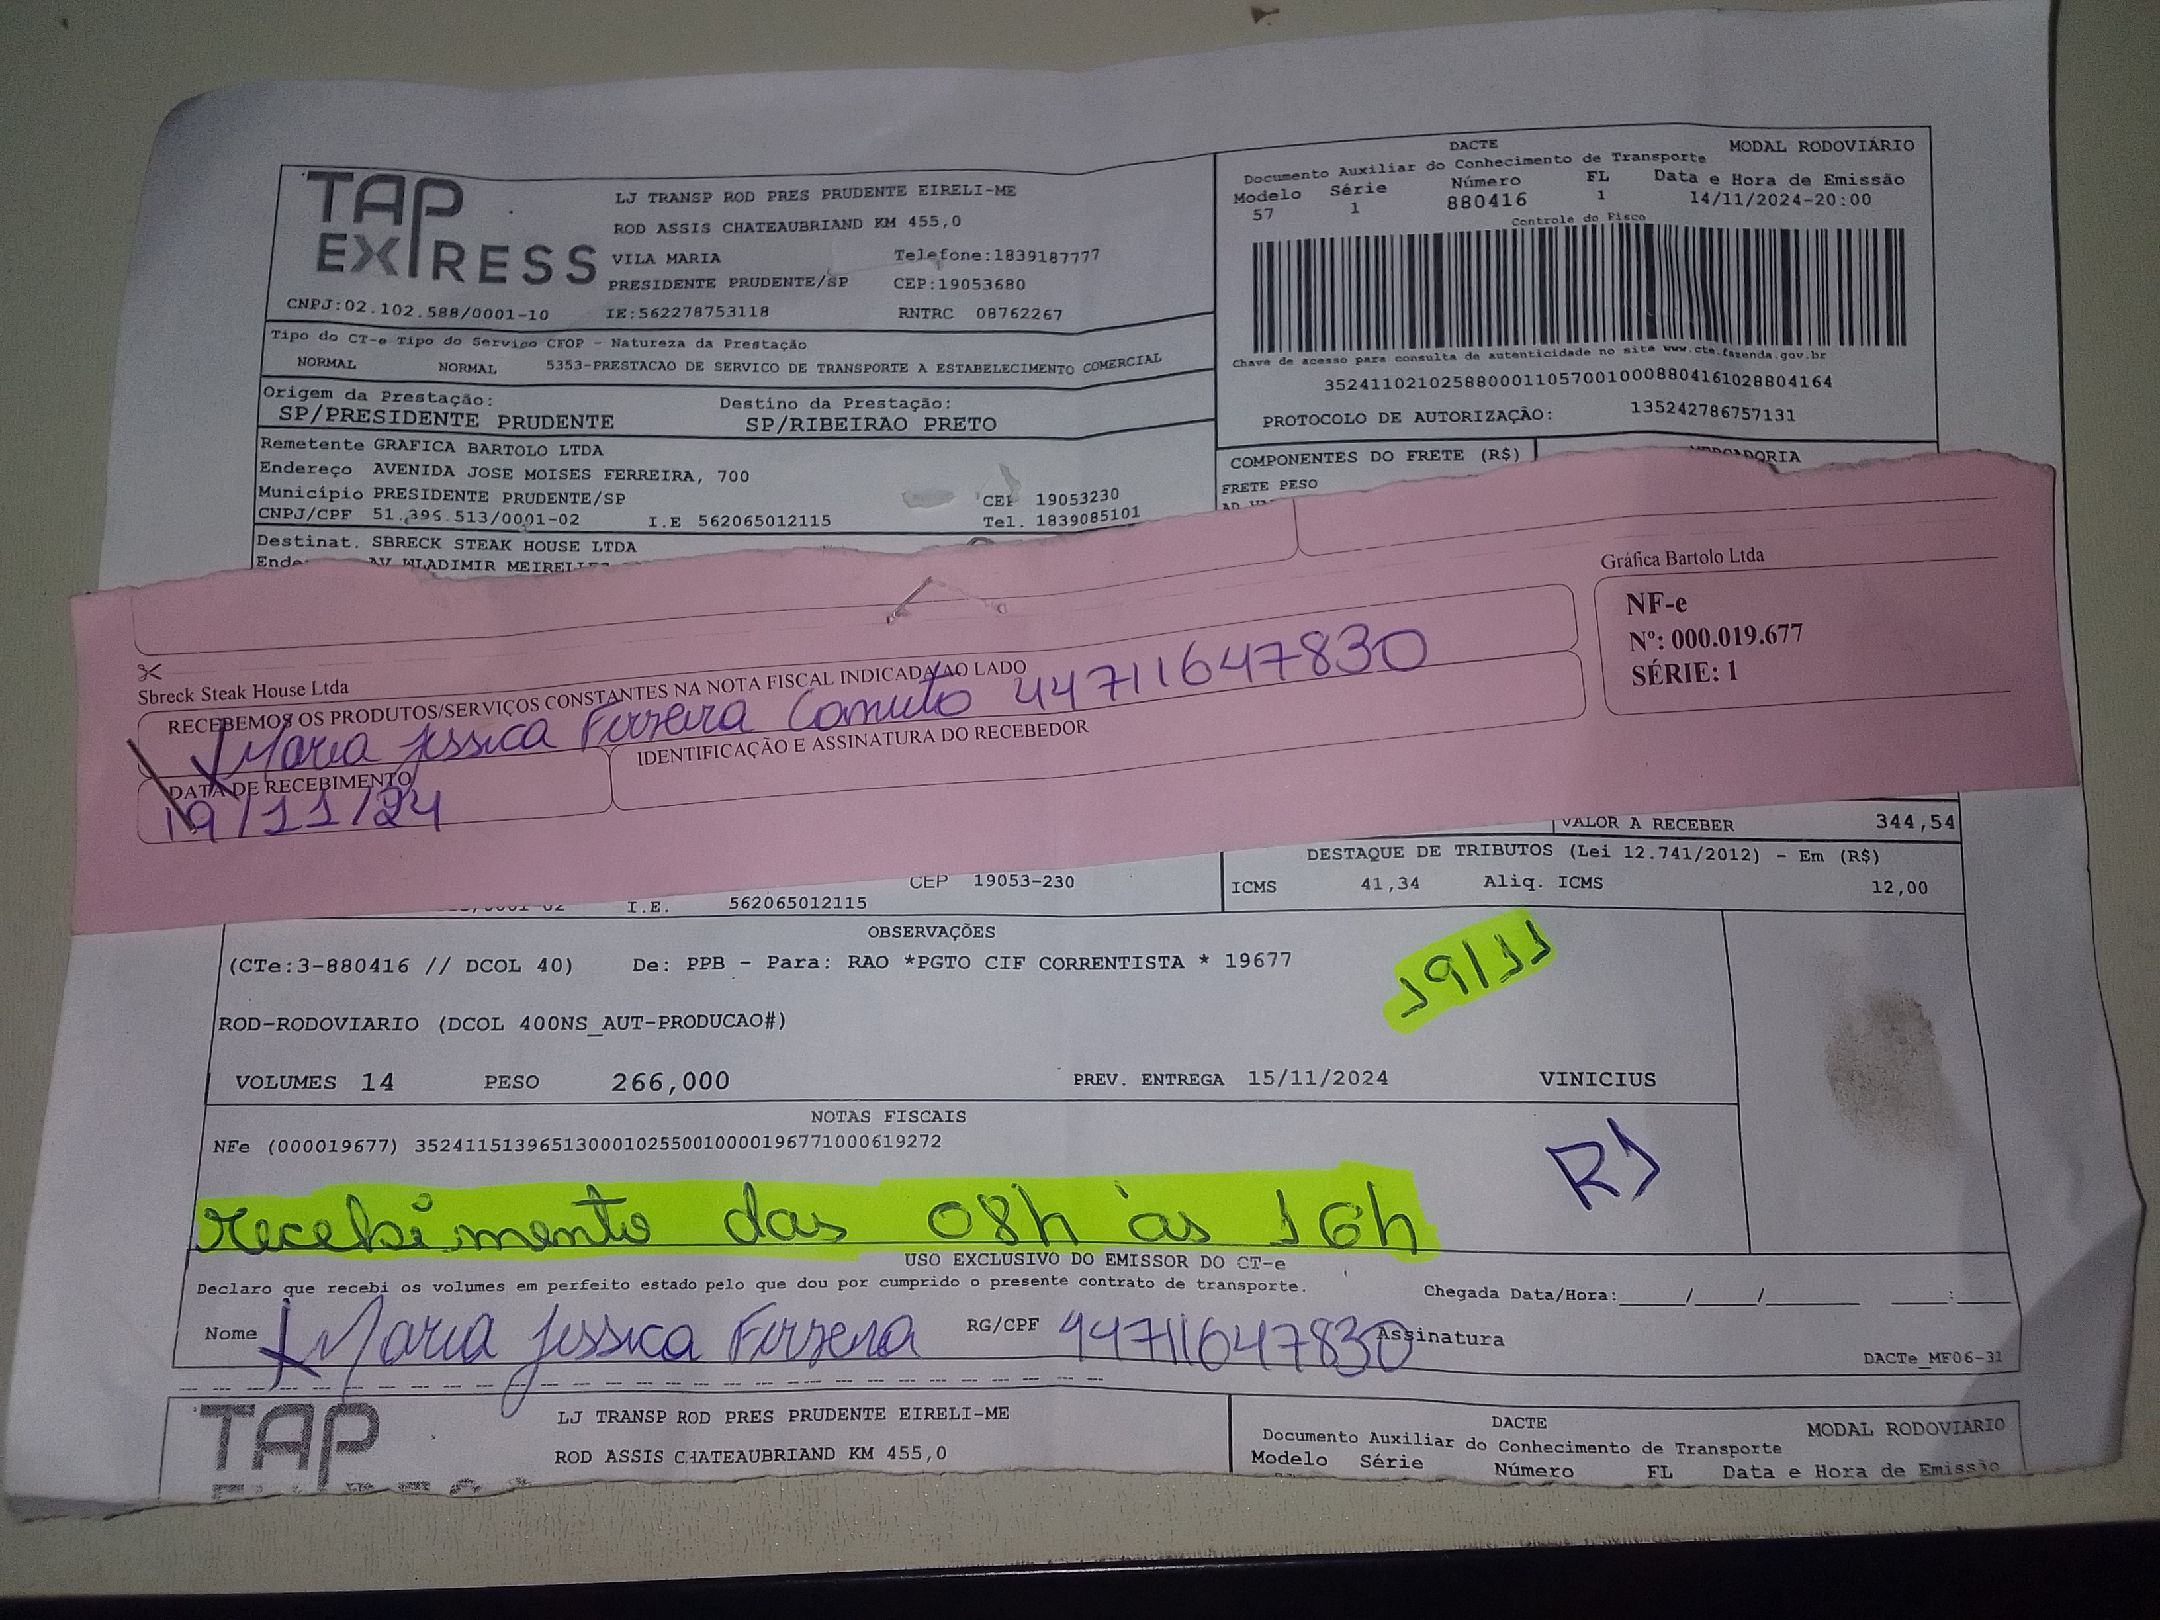 TAP
EXPRESS
LJ TRANSP ROD PRES PRUDENTE EIRELI-ME
ROD ASSIS CHATEAUBRIAND KM 455,0
VILA MARIA Telefone:1839187777
PRESIDENTE PRUDENTE/SP CEP:19053680
CNPJ:02.102.588/0001-10 IE:562278753118 RNTRC 08762267
DACTE MODAL RODOVIÁRIO
Documento Auxiliar do Conhecimento de Transporte
Modelo Série Número FL Data e Hora de Emissão
57 1 880416 1 14/11/2024-20:00
Controle do Fisco
Chave de acesso para consulta de autenticidade no site www.cte.fazenda.gov.br
35241102102588000110570010008804161028804164
PROTOCOLO DE AUTORIZAÇÃO: 135242786757131
Tipo do CT-e Tipo do Serviço CFOP - Natureza da Prestação
NORMAL NORMAL 5353-PRESTACAO DE SERVICO DE TRANSPORTE A ESTABELECIMENTO COMERCIAL
Origem da Prestação: Destino da Prestação:
SP/PRESIDENTE PRUDENTE SP/RIBEIRAO PRETO
Remetente GRAFICA BARTOLO LTDA
Endereço AVENIDA JOSE MOISES FERREIRA, 700
Município PRESIDENTE PRUDENTE/SP CEP 19053230
CNPJ/CPF 51.396.513/0001-02 I.E 562065012115 Tel. 1839085101
Destinat. SBRECK STEAK HOUSE LTDA
AV WLADIMIR
COMPONENTES DO FRETE (R$)
FRETE PESO
Gráfica Bartolo Ltda
NF-e
Nº: 000.019.677
SÉRIE: 1
Sbreck Steak House Ltda
RECEBEMOS OS PRODUTOS/SERVIÇOS CONSTANTES NA NOTA FISCAL INDICADA AO LADO
Maria Jessica Ferreira Canuto 44711647830
DATA DE RECEBIMENTO IDENTIFICAÇÃO E ASSINATURA DO RECEBEDOR
19/11/24
VALOR A RECEBER 344,54
DESTAQUE DE TRIBUTOS (Lei 12.741/2012) - Em (R$)
ICMS 41,34 Aliq. ICMS 12,00
CEP 19053-230
I.E. 562065012115
OBSERVAÇÕES
(CTe:3-880416 // DCOL 40) De: PPB - Para: RAO *PGTO CIF CORRENTISTA * 19677
19/11
ROD-RODOVIARIO (DCOL 400NS_AUT-PRODUCAO#)
VOLUMES 14 PESO 266,000 PREV. ENTREGA 15/11/2024 VINICIUS
NOTAS FISCAIS
NFe (000019677) 35241151396513000102550010000196771000619272
recebimento das 08h às 16h
USO EXCLUSIVO DO EMISSOR DO CT-e
Declaro que recebi os volumes em perfeito estado pelo que dou por cumprido o presente contrato de transporte.
Chegada Data/Hora:_____/_____/_______ ____:____
Nome Maria Jessica Ferreira RG/CPF 44711647830 Assinatura
DACTe_MF06-31
TAP
LJ TRANSP ROD PRES PRUDENTE EIRELI-ME
ROD ASSIS CHATEAUBRIAND KM 455,0
DACTE MODAL RODOVIÁRIO
Documento Auxiliar do Conhecimento de Transporte
Modelo Série Número FL Data e Hora de Emissão